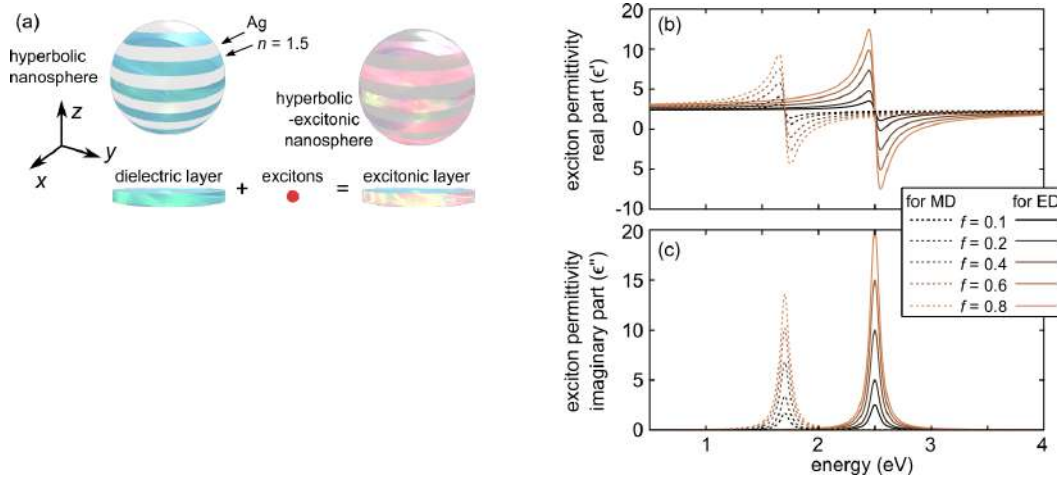 (a)
Ag
n = 1.5
hyperbolic
nanosphere
hyperbolic
-excitonic
nanosphere
z
y
x
dielectric layer
+
excitons
=
excitonic layer
(b)
exciton permittivity
real part (ϵ')
20
10
5
0
-5
-10
for MD
for ED
f = 0.1
f = 0.2
f = 0.4
f = 0.6
f = 0.8
(c)
exciton permittivity
imaginary part (ϵ")
20
15
10
5
0
1
2
3
4
energy (eV)